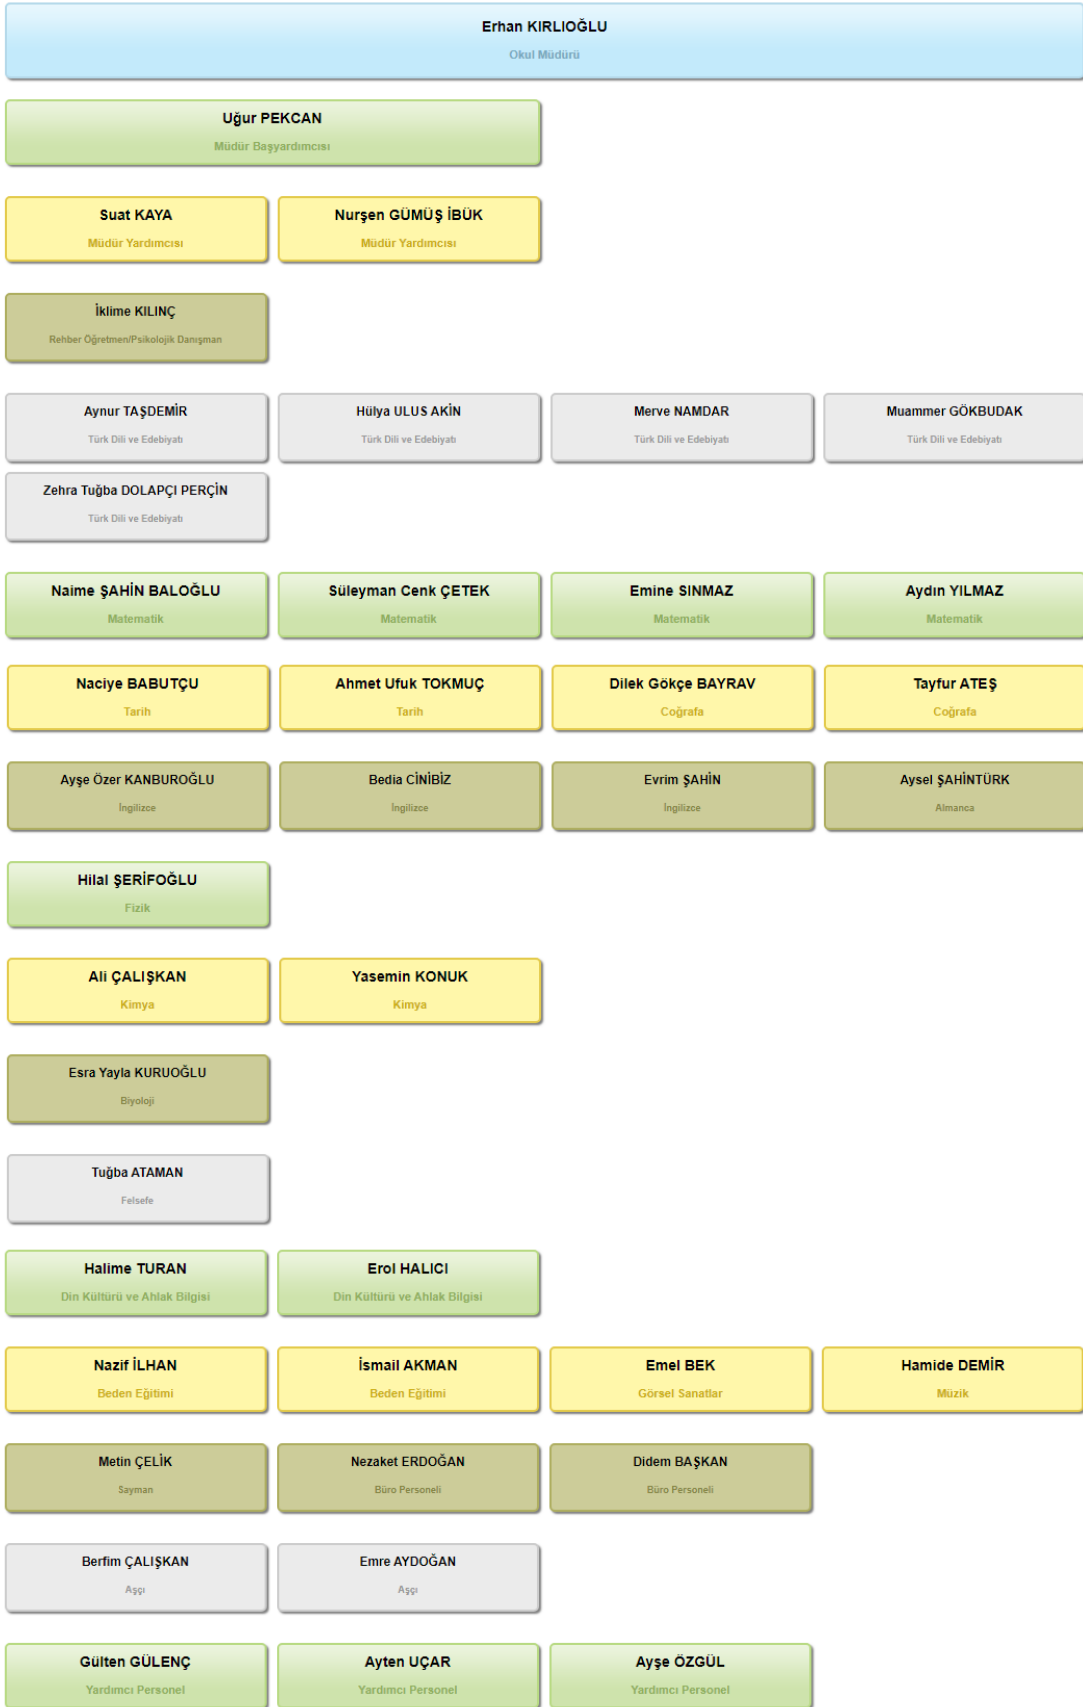 Erhan KIRLIOĞLU
Okul Müdürü
Uğur PEKCAN
Müdür Başyardımcısı
Suat KAYA
Müdür Yardımcısı
Nurşen GÜMÜŞ İBÜK
Müdür Yardımcısı
İklime KILINÇ
Rehber Öğretmen/Psikolojik Danışman
Aynur TAŞDEMİR
Türk Dili ve Edebiyatı
Hülya ULUS AKİN
Türk Dili ve Edebiyatı
Merve NAMDAR
Türk Dili ve Edebiyatı
Muammer GÖKBUDAK
Türk Dili ve Edebiyatı
Zehra Tuğba DOLAPÇI PERÇİN
Türk Dili ve Edebiyatı
Naime ŞAHİN BALOĞLU
Matematik
Süleyman Cenk ÇETEK
Matematik
Emine SINMAZ
Matematik
Aydın YILMAZ
Matematik
Naciye BABUTÇU
Tarih
Ahmet Ufuk TOKMUÇ
Tarih
Dilek Gökçe BAYRAV
Coğrafa
Tayfur ATEŞ
Coğrafa
Ayşe Özer KANBUROĞLU
İngilizce
Bedia CİNİBİZ
İngilizce
Evrim ŞAHİN
İngilizce
Aysel ŞAHİNTÜRK
Almanca
Hilal ŞERİFOĞLU
Fizik
Ali ÇALIŞKAN
Kimya
Yasemin KONUK
Kimya
Esra Yayla KURUOĞLU
Biyoloji
Tuğba ATAMAN
Felsefe
Halime TURAN
Din Kültürü ve Ahlak Bilgisi
Erol HALICI
Din Kültürü ve Ahlak Bilgisi
Nazif İLHAN
Beden Eğitimi
İsmail AKMAN
Beden Eğitimi
Emel BEK
Görsel Sanatlar
Hamide DEMİR
Müzik
Metin ÇELİK
Sayman
Nezaket ERDOĞAN
Büro Personeli
Didem BAŞKAN
Büro Personeli
Berfim ÇALIŞKAN
Aşçı
Emre AYDOĞAN
Aşçı
Gülten GÜLENÇ
Yardımcı Personel
Ayten UÇAR
Yardımcı Personel
Ayşe ÖZGÜL
Yardımcı Personel